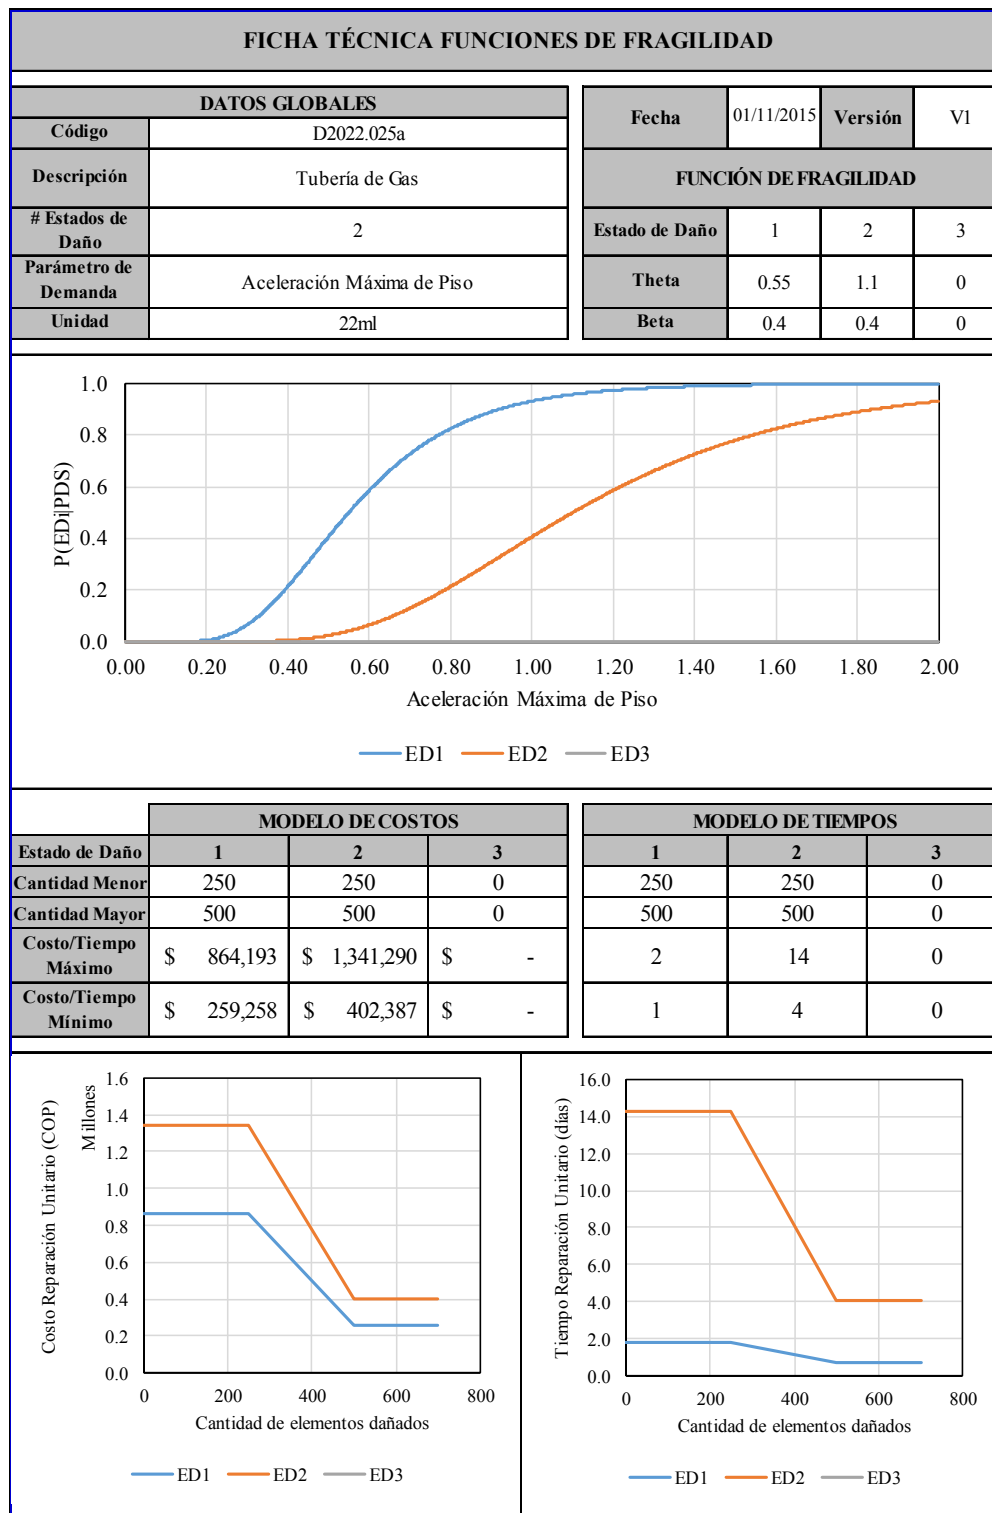 FICHA TÉCNICA FUNCIONES DE FRAGILIDAD
DATOS GLOBALES
Código D2022.025a
Descripción Tubería de Gas
# Estados de Daño 2
Parámetro de Demanda Aceleración Máxima de Piso
Unidad 22ml
Fecha 01/11/2015 Versión V1
FUNCIÓN DE FRAGILIDAD
Estado de Daño 1 2 3
Theta 0.55 1.1 0
Beta 0.4 0.4 0
P(EDi|PDS)
1.0
0.8
0.6
0.4
0.2
0.0
0.00 0.20 0.40 0.60 0.80 1.00 1.20 1.40 1.60 1.80 2.00
Aceleración Máxima de Piso
ED1 ED2 ED3
MODELO DE COSTOS MODELO DE TIEMPOS
Estado de Daño 1 2 3 1 2 3
Cantidad Menor 250 250 0 250 250 0
Cantidad Mayor 500 500 0 500 500 0
Costo/Tiempo Máximo $ 864,193 $ 1,341,290 $ - 2 14 0
Costo/Tiempo Mínimo $ 259,258 $ 402,387 $ - 1 4 0
Costo Reparación Unitario (COP)
Millones
1.6
1.4
1.2
1.0
0.8
0.6
0.4
0.2
0.0
0 200 400 600 800
Cantidad de elementos dañados
ED1 ED2 ED3
Tiempo Reparación Unitario (días)
16.0
14.0
12.0
10.0
8.0
6.0
4.0
2.0
0.0
0 200 400 600 800
Cantidad de elementos dañados
ED1 ED2 ED3